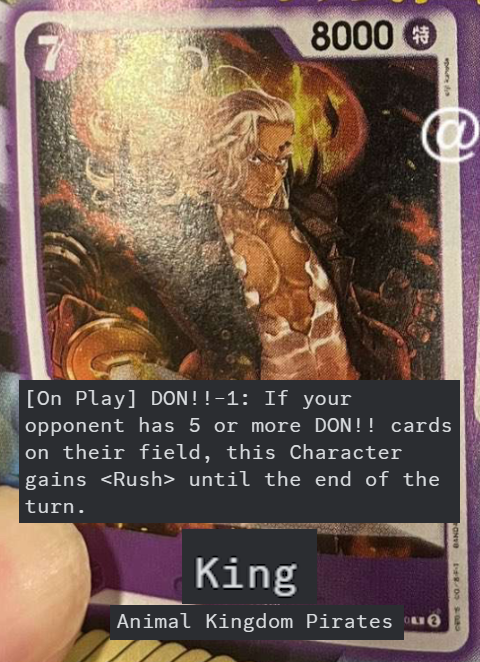 7
8000 特
@
[On Play] DON!!-1: If your
opponent has 5 or more DON!! cards
on their field, this Character
gains <Rush> until the end of the
turn.
King
Animal Kingdom Pirates
L 2